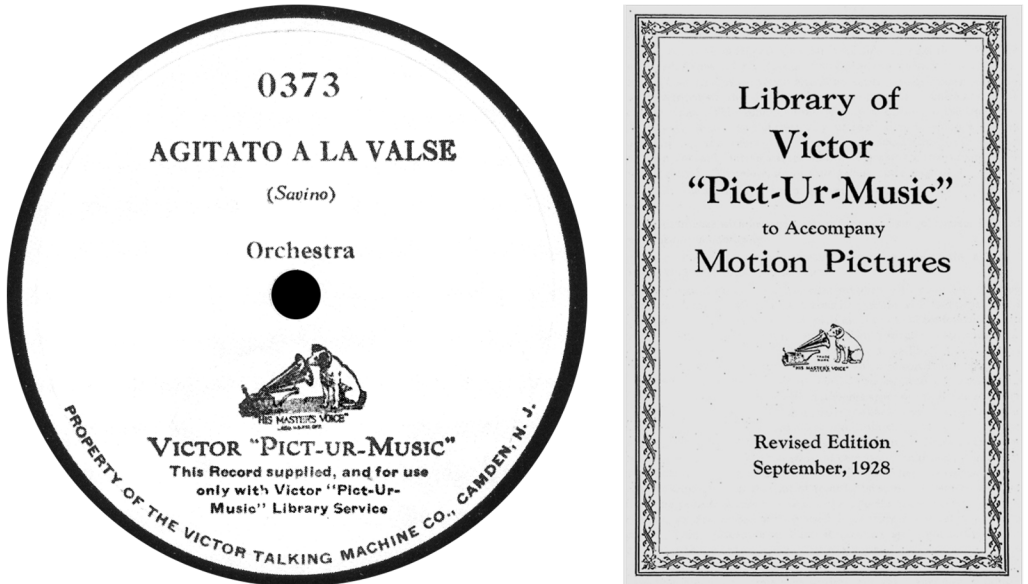 0373
AGITATO A LA VALSE
(Savino)
Orchestra
"HIS MASTER'S VOICE"
VICTOR "PICT-UR-MUSIC"
This Record supplied, and for use
only with Victor "Pict-Ur-
Music" Library Service
PROPERTY OF THE VICTOR TALKING MACHINE CO., CAMDEN, N. J.
Library of
Victor
"Pict-Ur-Music"
to Accompany
Motion Pictures
TRADE
MARK
"HIS MASTER'S VOICE"
Revised Edition
September, 1928